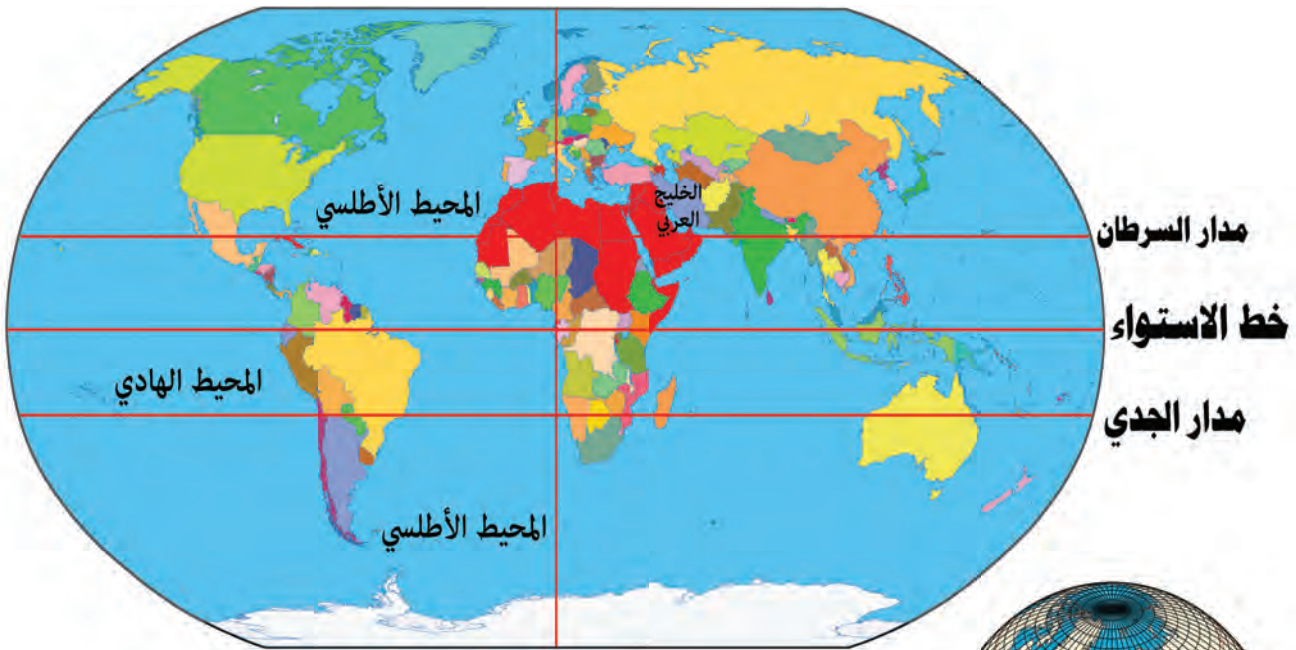 المحيط الأطلسي
الخليج
العربي
مدار السرطان
خط الاستواء
المحيط الهادي
مدار الجدي
المحيط الأطلسي